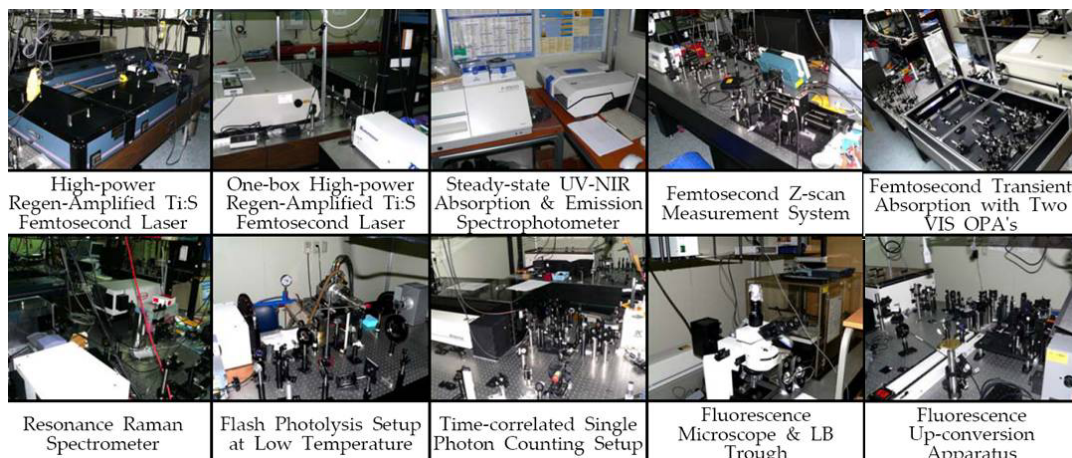 High-power
Regen-Amplified Ti:S
Femtosecond Laser
One-box High-power
Regen-Amplified Ti:S
Femtosecond Laser
Steady-state UV-NIR
Absorption & Emission
Spectrophotometer
Femtosecond Z-scan
Measurement System
Femtosecond Transient
Absorption with Two
VIS OPA's
Resonance Raman
Spectrometer
Flash Photolysis Setup
at Low Temperature
Time-correlated Single
Photon Counting Setup
Fluorescence
Microscope & LB
Trough
Fluorescence
Up-conversion
Apparatus